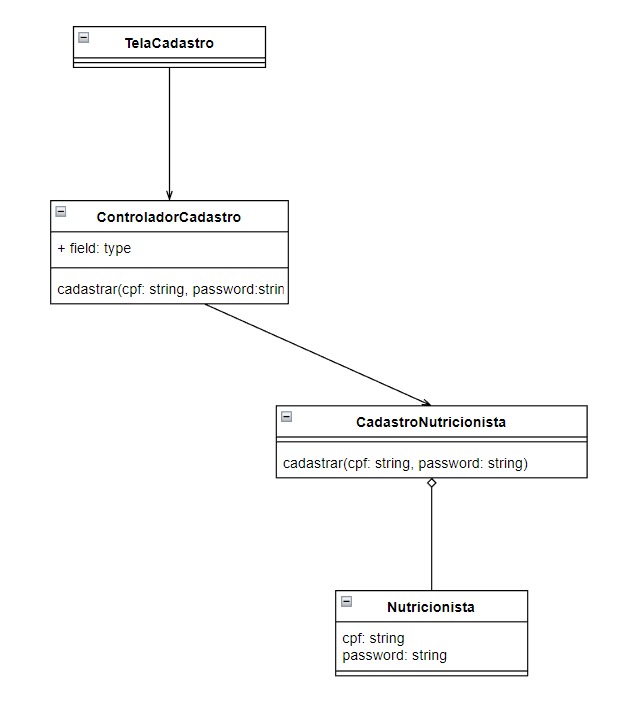 TelaCadastro
ControladorCadastro
+ field: type
cadastrar(cpf: string, password:strin
CadastroNutricionista
cadastrar(cpf: string, password: string)
Nutricionista
cpf: string
password: string